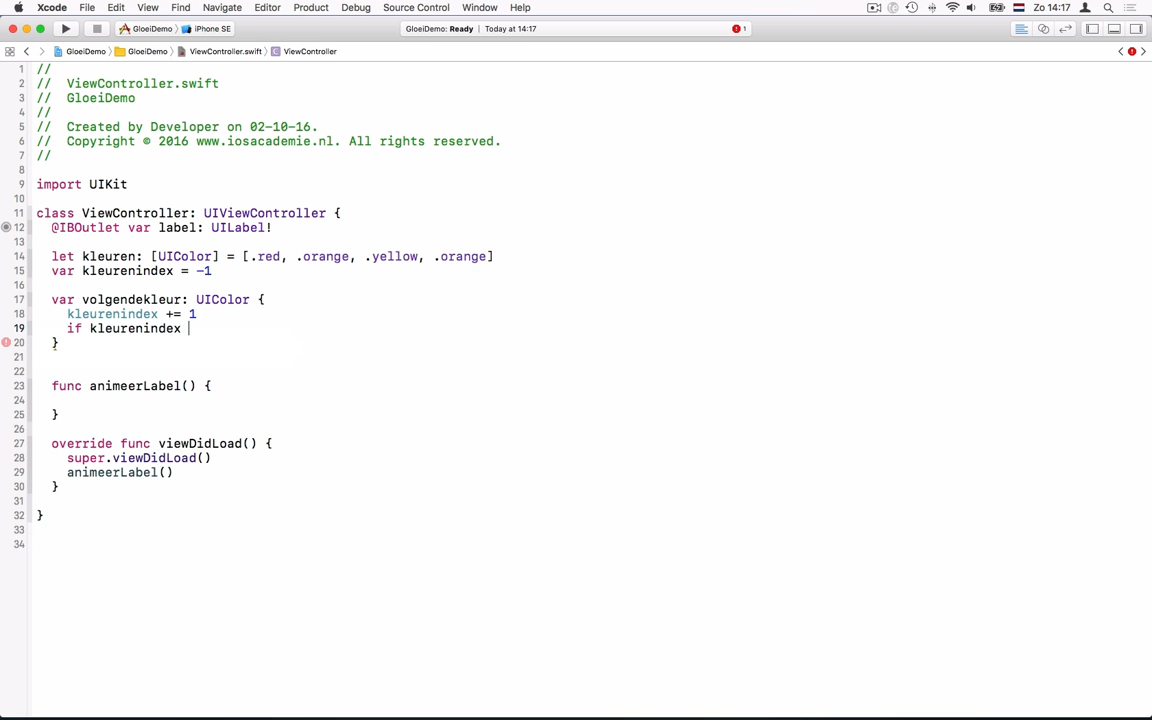 Xcode File Edit View Find Navigate Editor Product Debug Source Control Window Help Zo 14:17
GloeiDemo iPhone SE GloeiDemo: Ready Today at 14:17 1
GloeiDemo GloeiDemo ViewController.swift C ViewController
1 //
2 // ViewController.swift
3 // GloeiDemo
4 //
5 // Created by Developer on 02-10-16.
6 // Copyright © 2016 www.iosacademie.nl. All rights reserved.
7 //
8
9 import UIKit
10
11 class ViewController: UIViewController {
12 @IBOutlet var label: UILabel!
13
14 let kleuren: [UIColor] = [.red, .orange, .yellow, .orange]
15 var kleurenindex = -1
16
17 var volgendekleur: UIColor {
18 kleurenindex += 1
19 if kleurenindex
20 }
21
22
23 func animeerLabel() {
24
25 }
26
27 override func viewDidLoad() {
28 super.viewDidLoad()
29 animeerLabel()
30 }
31
32 }
33
34